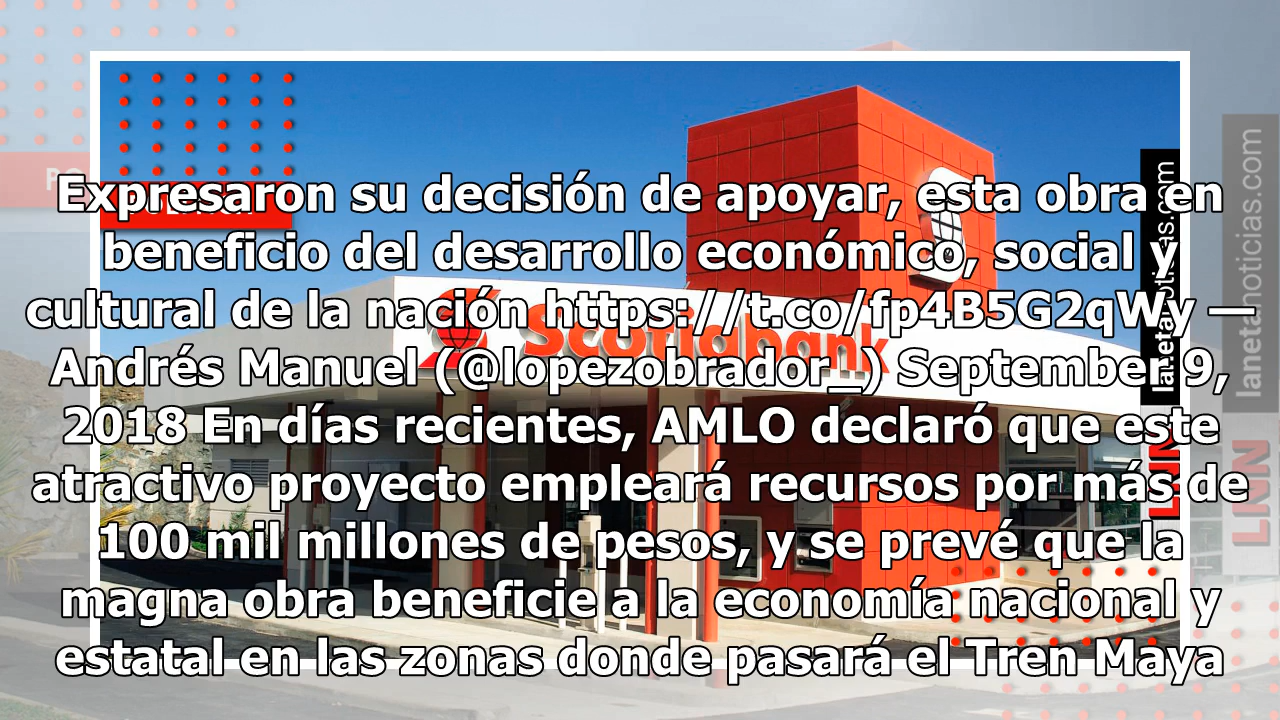 Expresaron su decisión de apoyar, esta obra en
beneficio del desarrollo económico, social y
cultural de la nación https://t.co/fp4B5G2qWy —
Andrés Manuel (@lopezobrador_) September 9,
2018 En días recientes, AMLO declaró que este
atractivo proyecto empleará recursos por más de
100 mil millones de pesos, y se prevé que la
magna obra beneficie a la economía nacional y
estatal en las zonas donde pasará el Tren Maya
Scotiabank
lanetanoticias.com
LNN
lanetanoticias.com
LNN